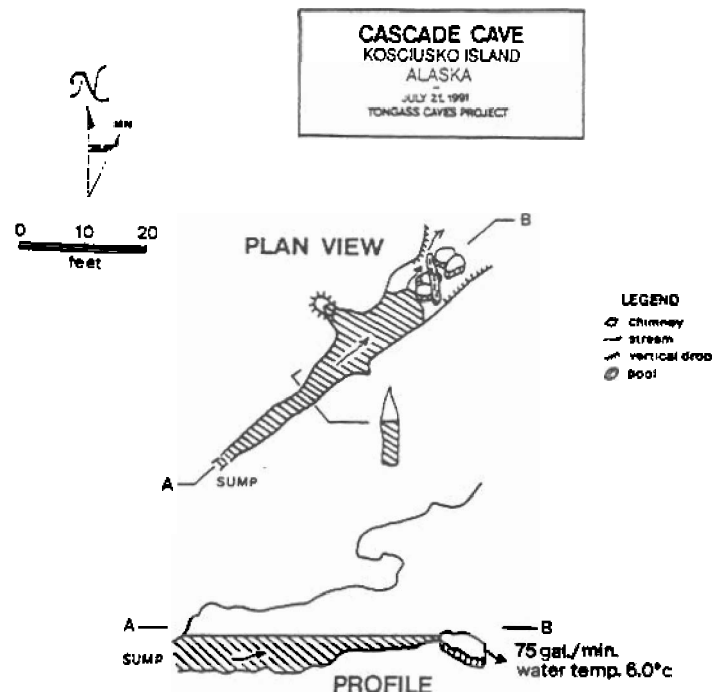 CASCADE CAVE
KOSCIUSKO ISLAND
ALASKA
JULY 21, 1991
TONGASS CAVES PROJECT
N
MN
0 10 20
feet
PLAN VIEW
B
LEGEND
chimney
stream
vertical drop
pool
A
SUMP
A
B
SUMP
75 gal./min.
water temp. 6.0°c
PROFILE